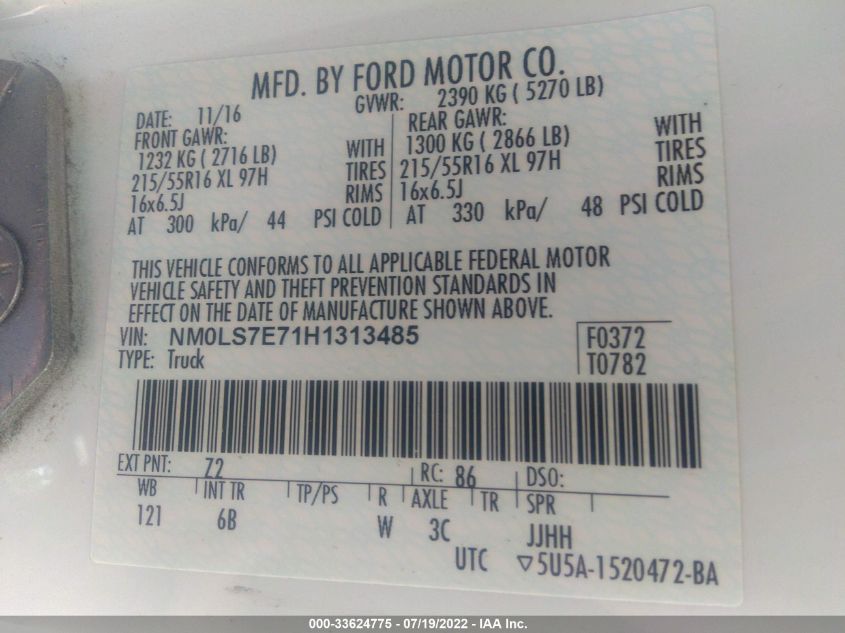 MFD. BY FORD MOTOR CO.
DATE: 11/16 GVWR: 2390 KG ( 5270 LB)
FRONT GAWR: REAR GAWR:
1232 KG ( 2716 LB) WITH 1300 KG ( 2866 LB) WITH
215/55R16 XL 97H TIRES 215/55R16 XL 97H TIRES
16x6.5J RIMS 16x6.5J RIMS
AT 300 kPa/ 44 PSI COLD AT 330 kPa/ 48 PSI COLD
THIS VEHICLE CONFORMS TO ALL APPLICABLE FEDERAL MOTOR
VEHICLE SAFETY AND THEFT PREVENTION STANDARDS IN
EFFECT ON THE DATE OF MANUFACTURE SHOWN ABOVE.
VIN: NM0LS7E71H1313485 F0372
TYPE: Truck T0782
EXT PNT: Z2 RC: 86 DSO:
WB INT TR TP/PS R AXLE TR SPR
121 6B W 3C JJHH
UTC ▽5U5A-1520472-BA
000-33624775 - 07/19/2022 - IAA Inc.